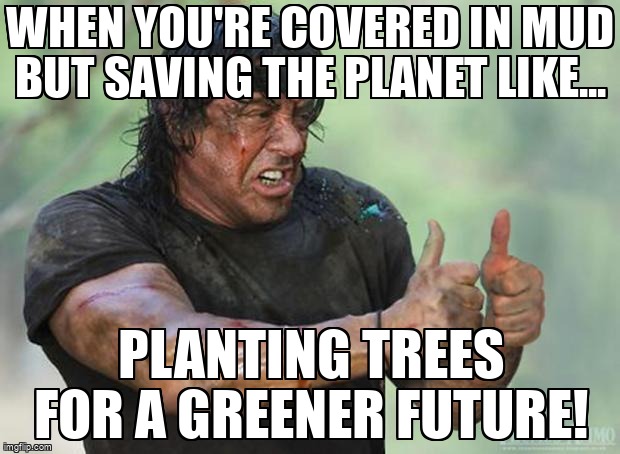 WHEN YOU'RE COVERED IN MUD
BUT SAVING THE PLANET LIKE...
PLANTING TREES
FOR A GREENER FUTURE!
imgflip.com